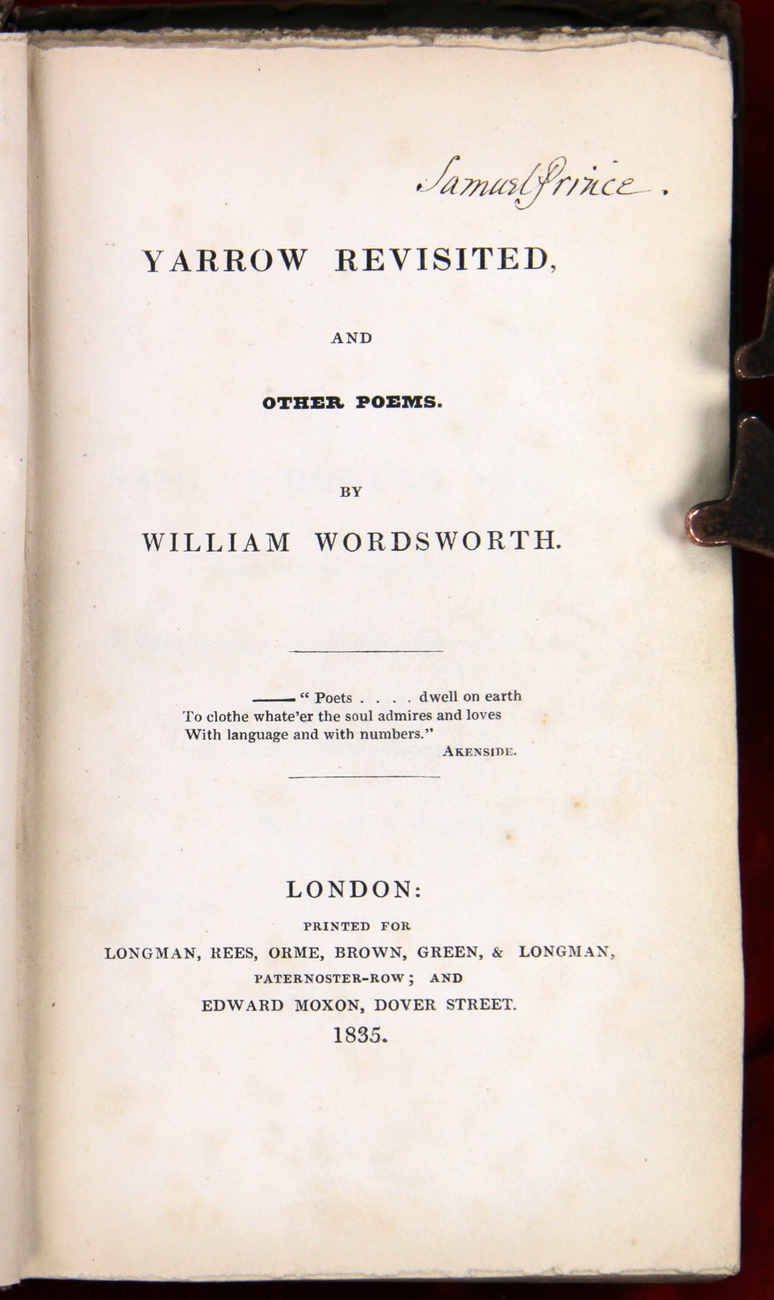 Samuel Prince.
YARROW REVISITED,
AND
OTHER POEMS.
BY
WILLIAM WORDSWORTH.
—— “ Poets . . . . dwell on earth
To clothe whate'er the soul admires and loves
With language and with numbers.”
AKENSIDE.
LONDON:
PRINTED FOR
LONGMAN, REES, ORME, BROWN, GREEN, & LONGMAN,
PATERNOSTER-ROW; AND
EDWARD MOXON, DOVER STREET.
1835.